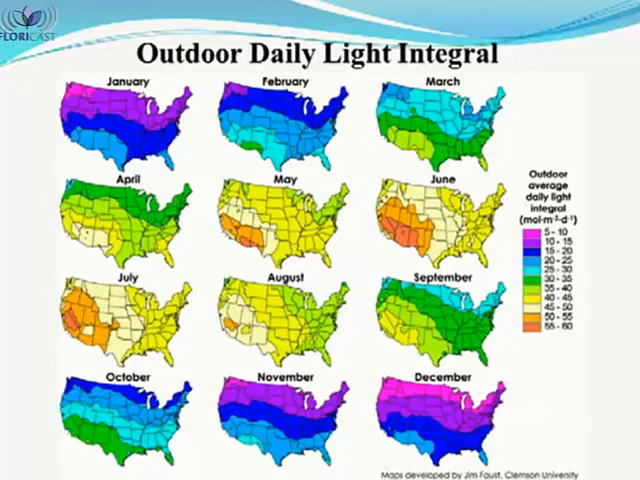 FLORICAST
Outdoor Daily Light Integral
January
February
March
April
May
June
July
August
September
October
November
December
Outdoor
average
daily light
integral
(mol·m-2·d-1)
5 - 10
10 - 15
15 - 20
20 - 25
25 - 30
30 - 35
35 - 40
40 - 45
45 - 50
50 - 55
55 - 60
Maps developed by Jim Faust, Clemson University